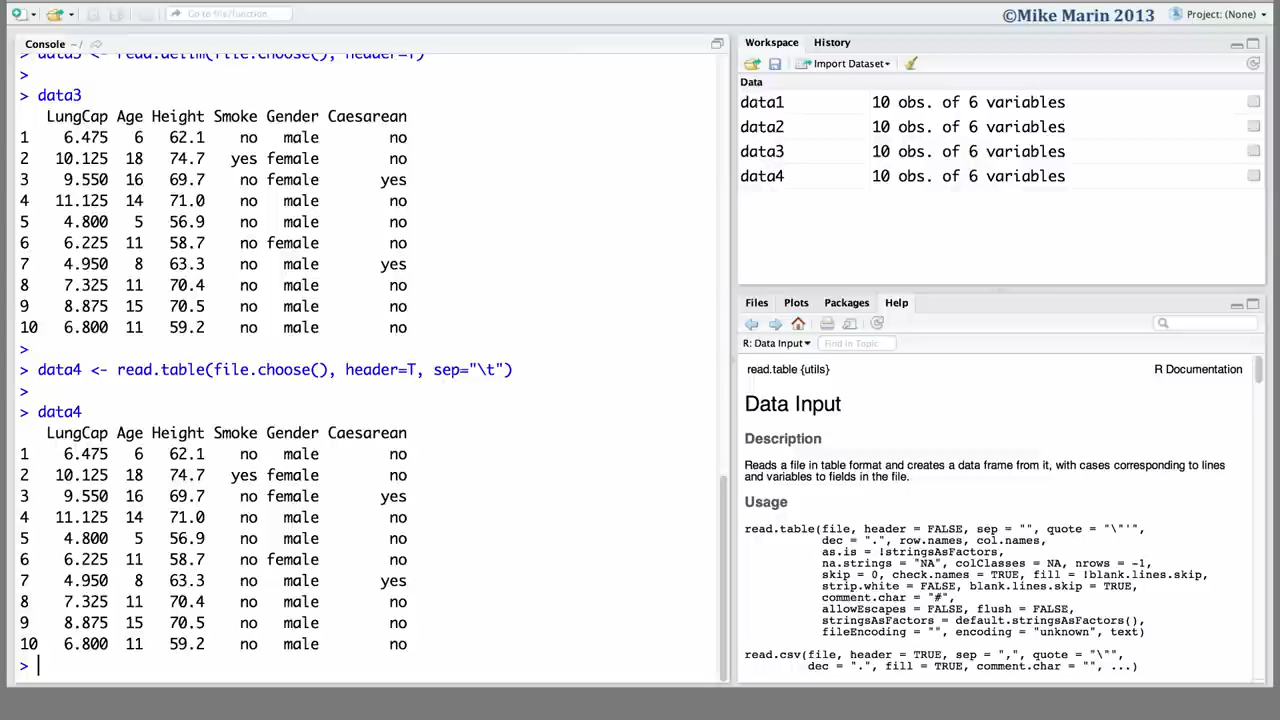 Go to file/function
©Mike Marin 2013
Project: (None)
Console ~/
> data3 <- read.delim(file.choose(), header=T)
>
> data3
LungCap Age Height Smoke Gender Caesarean
1 6.475 6 62.1 no male no
2 10.125 18 74.7 yes female no
3 9.550 16 69.7 no female yes
4 11.125 14 71.0 no male no
5 4.800 5 56.9 no male no
6 6.225 11 58.7 no female no
7 4.950 8 63.3 no male yes
8 7.325 11 70.4 no male no
9 8.875 15 70.5 no male no
10 6.800 11 59.2 no male no
>
> data4 <- read.table(file.choose(), header=T, sep="\t")
>
> data4
LungCap Age Height Smoke Gender Caesarean
1 6.475 6 62.1 no male no
2 10.125 18 74.7 yes female no
3 9.550 16 69.7 no female yes
4 11.125 14 71.0 no male no
5 4.800 5 56.9 no male no
6 6.225 11 58.7 no female no
7 4.950 8 63.3 no male yes
8 7.325 11 70.4 no male no
9 8.875 15 70.5 no male no
10 6.800 11 59.2 no male no
>
Workspace History
Import Dataset
Data
data1 10 obs. of 6 variables
data2 10 obs. of 6 variables
data3 10 obs. of 6 variables
data4 10 obs. of 6 variables
Files Plots Packages Help
R: Data Input Find in Topic
read.table {utils} R Documentation
Data Input
Description
Reads a file in table format and creates a data frame from it, with cases corresponding to lines
and variables to fields in the file.
Usage
read.table(file, header = FALSE, sep = "", quote = "\"'",
dec = ".", row.names, col.names,
as.is = !stringsAsFactors,
na.strings = "NA", colClasses = NA, nrows = -1,
skip = 0, check.names = TRUE, fill = !blank.lines.skip,
strip.white = FALSE, blank.lines.skip = TRUE,
comment.char = "#",
allowEscapes = FALSE, flush = FALSE,
stringsAsFactors = default.stringsAsFactors(),
fileEncoding = "", encoding = "unknown", text)
read.csv(file, header = TRUE, sep = ",", quote = "\"",
dec = ".", fill = TRUE, comment.char = "", ...)